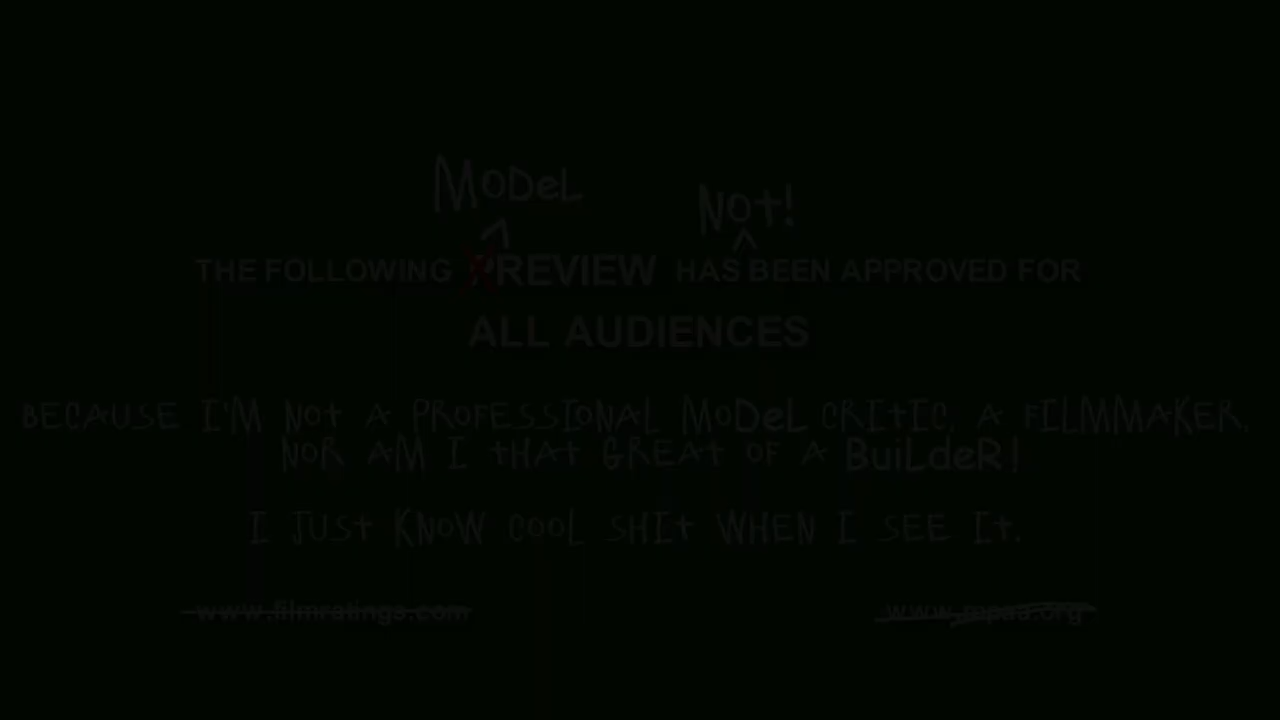 MoDeL NOt!
^ ^
THE FOLLOWING PREVIEW HAS BEEN APPROVED FOR
ALL AUDIENCES
BECAUSE I'M NOt A PROFESSIONAL MoDeL CRItIC, A FILMMAKER,
NOR AM I tHAt GREAt OF A BuiLdeR!
I JUSt KNOW COOL SHIt WHEN I SEE It.
www.filmratings.com www.mpaa.org